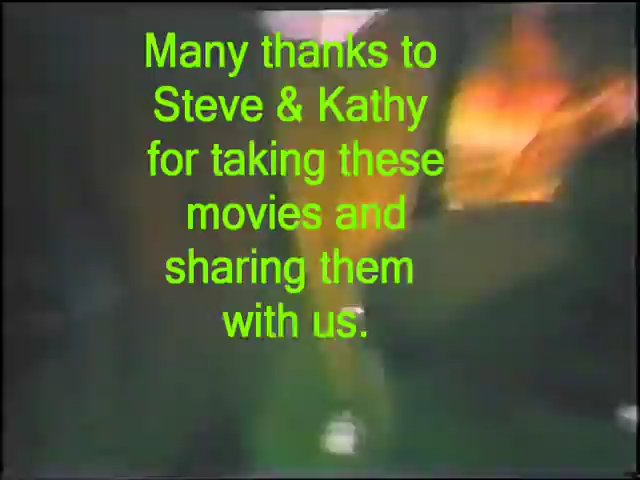 Many thanks to
Steve & Kathy
for taking these
movies and
sharing them
with us.